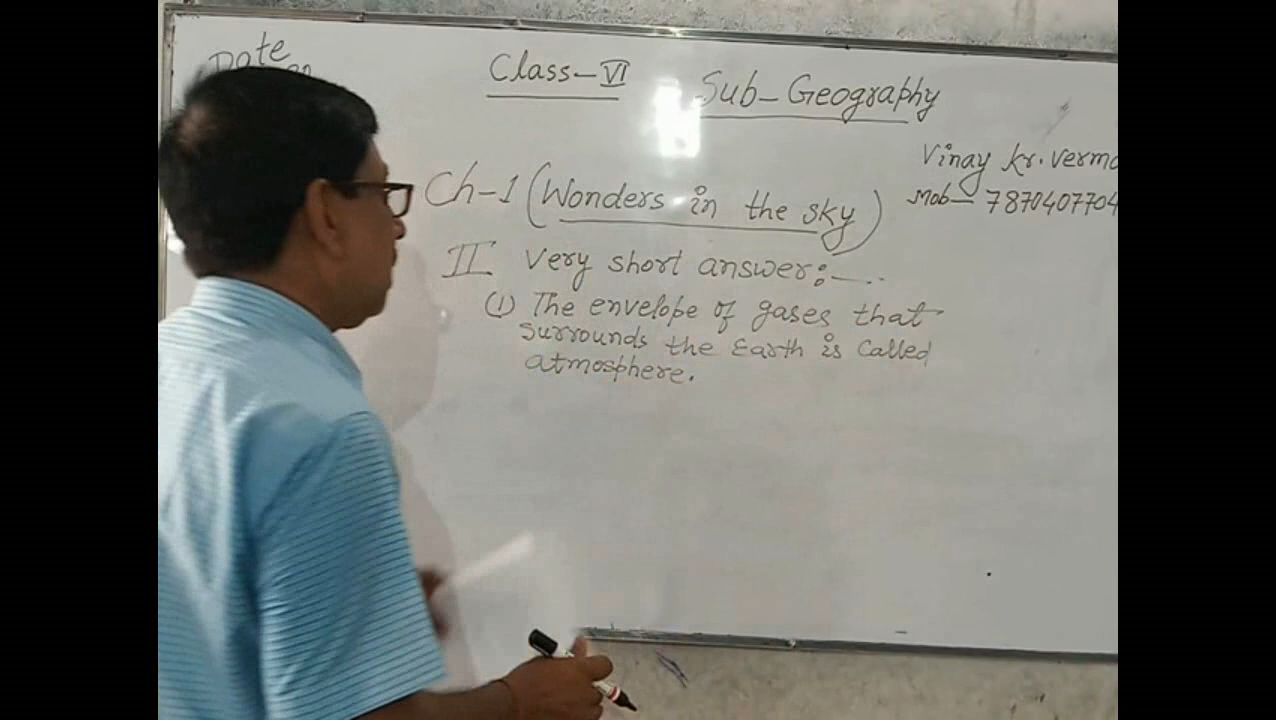 Date
Class-VI Sub-Geography
Vinay kr. verma
Mob- 7870407704
Ch-1 (Wonders in the sky)
II Very short answer:-..
(1) The envelope of gases that
surrounds the Earth is called
atmosphere.